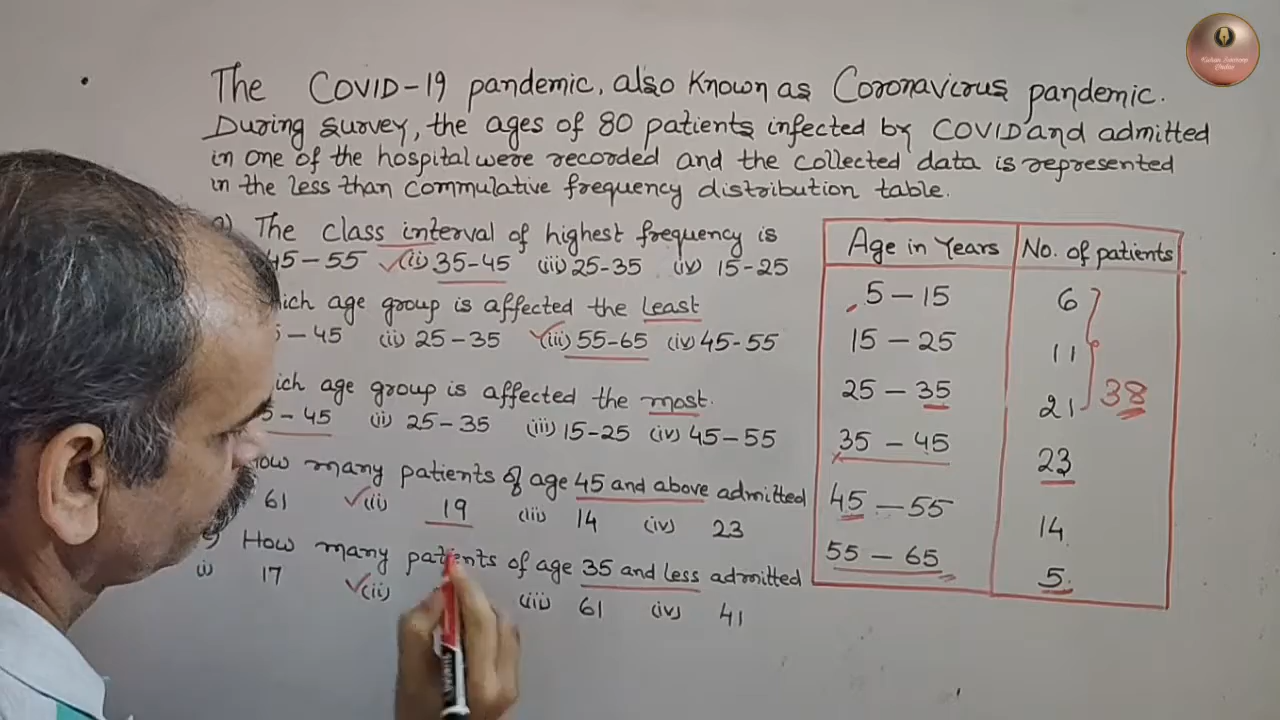 The COVID-19 pandemic, also known as Coronavirus pandemic.
During survey, the ages of 80 patients infected by COVID and admitted
in one of the hospital were recorded and the collected data is represented
in the less than commulative frequency distribution table.
The class interval of highest frequency is
45-55 (ii) 35-45 (iii) 25-35 (iv) 15-25
age group is affected the least
- 45 (ii) 25-35 (iii) 55-65 (iv) 45-55
age group is affected the most.
- 45 (ii) 25-35 (iii) 15-25 (iv) 45-55
How many patients of age 45 and above admitted
61 (ii) 19 (iii) 14 (iv) 23
How many patients of age 35 and less admitted
(i) 17 (ii) (iii) 61 (iv) 41
Age in Years No. of patients
5-15 6
15-25 11
25-35 21
38
35-45 23
45-55 14
55-65 5